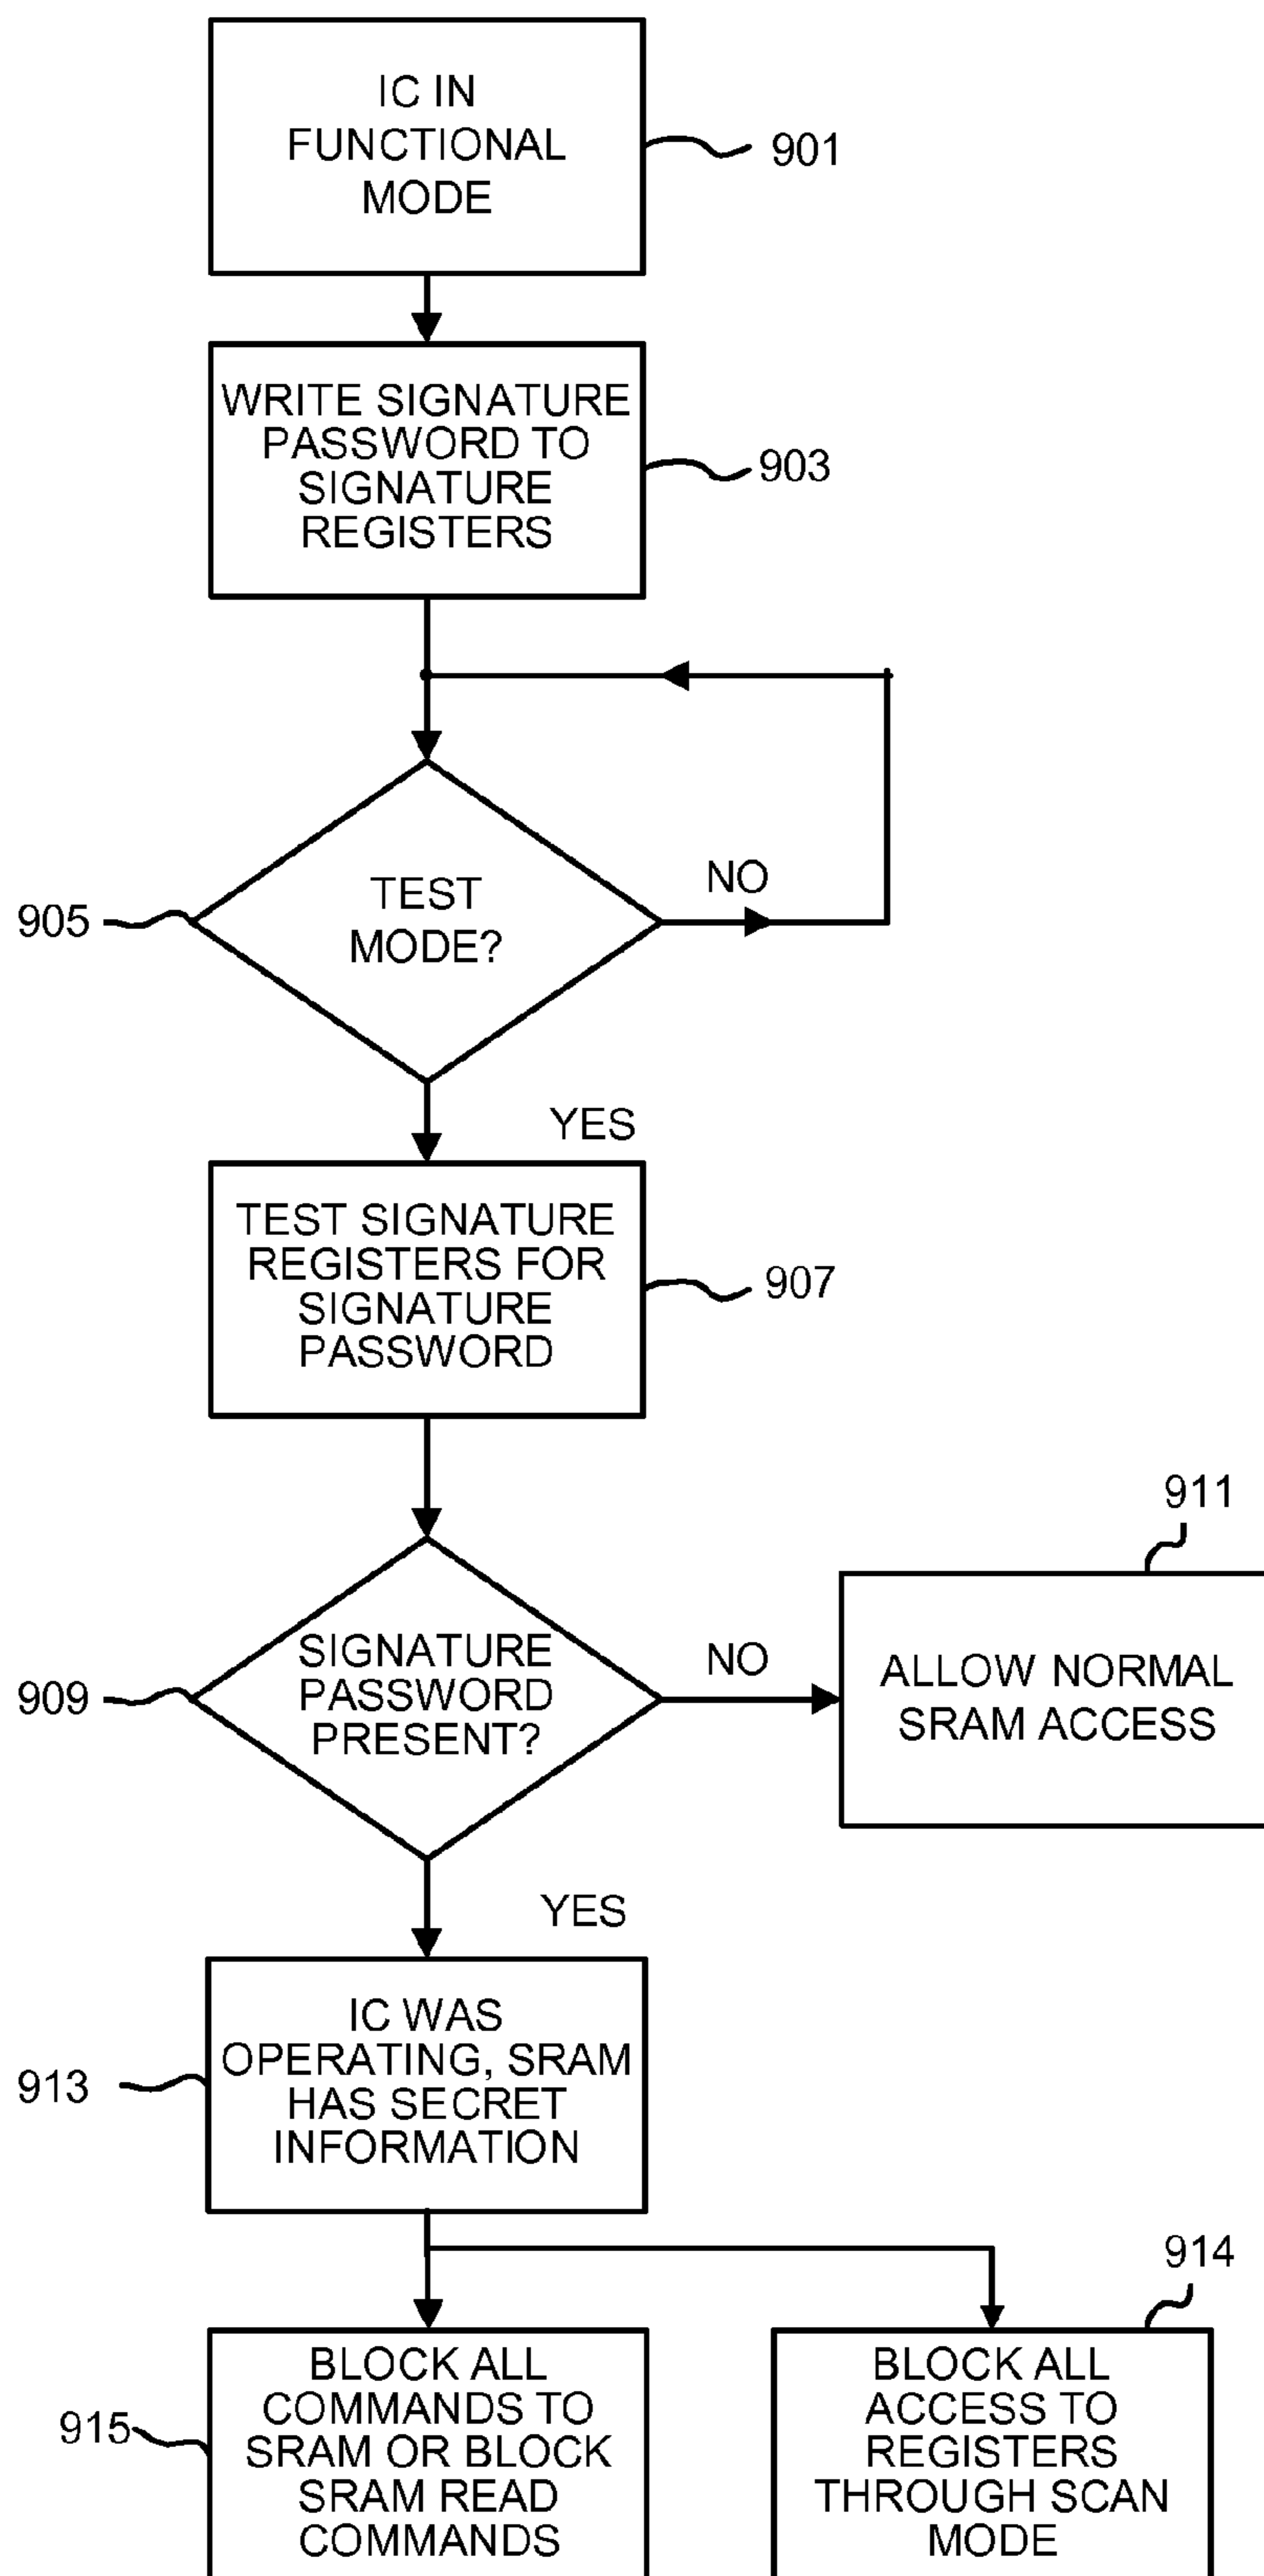 IC IN
FUNCTIONAL
MODE
901
WRITE SIGNATURE
PASSWORD TO
SIGNATURE
REGISTERS
903
TEST
MODE?
905
NO
YES
TEST SIGNATURE
REGISTERS FOR
SIGNATURE
PASSWORD
907
SIGNATURE
PASSWORD
PRESENT?
909
NO
911
ALLOW NORMAL
SRAM ACCESS
YES
IC WAS
OPERATING, SRAM
HAS SECRET
INFORMATION
913
914
915
BLOCK ALL
COMMANDS TO
SRAM OR BLOCK
SRAM READ
COMMANDS
BLOCK ALL
ACCESS TO
REGISTERS
THROUGH SCAN
MODE